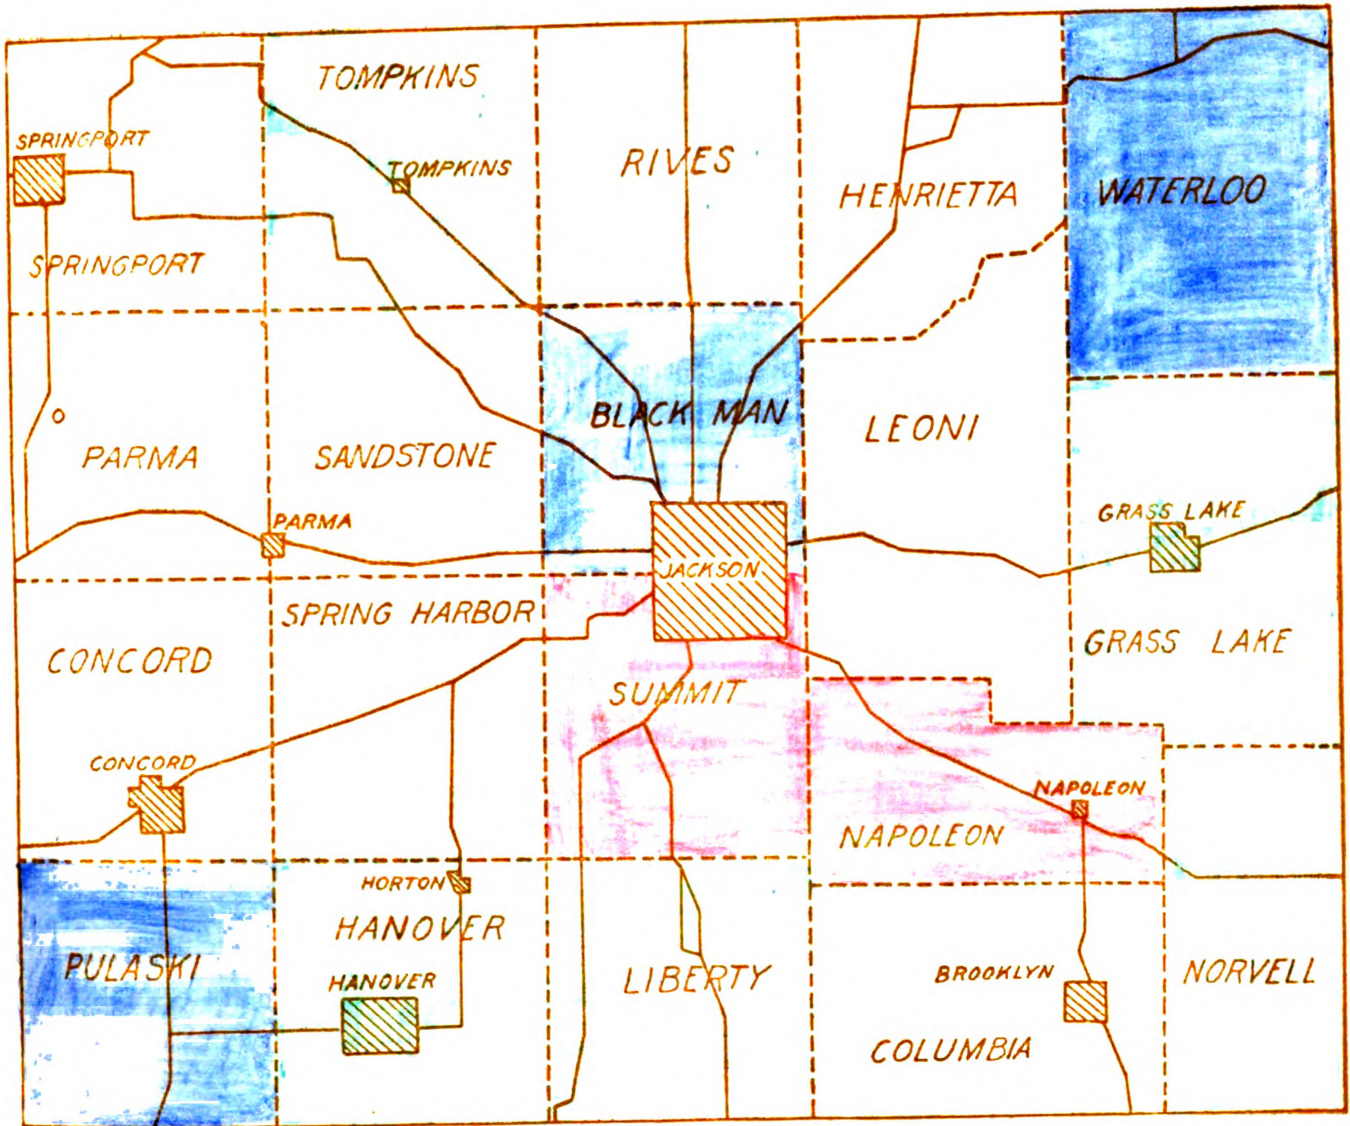 TOMPKINS
SPRINGPORT
TOMPKINS
RIVES
HENRIETTA
WATERLOO
SPRINGPORT
BLACK MAN
LEONI
PARMA
SANDSTONE
PARMA
GRASS LAKE
JACKSON
SPRING HARBOR
CONCORD
GRASS LAKE
SUMMIT
CONCORD
NAPOLEON
NAPOLEON
HORTON
HANOVER
PULASKI
HANOVER
LIBERTY
BROOKLYN
NORVELL
COLUMBIA